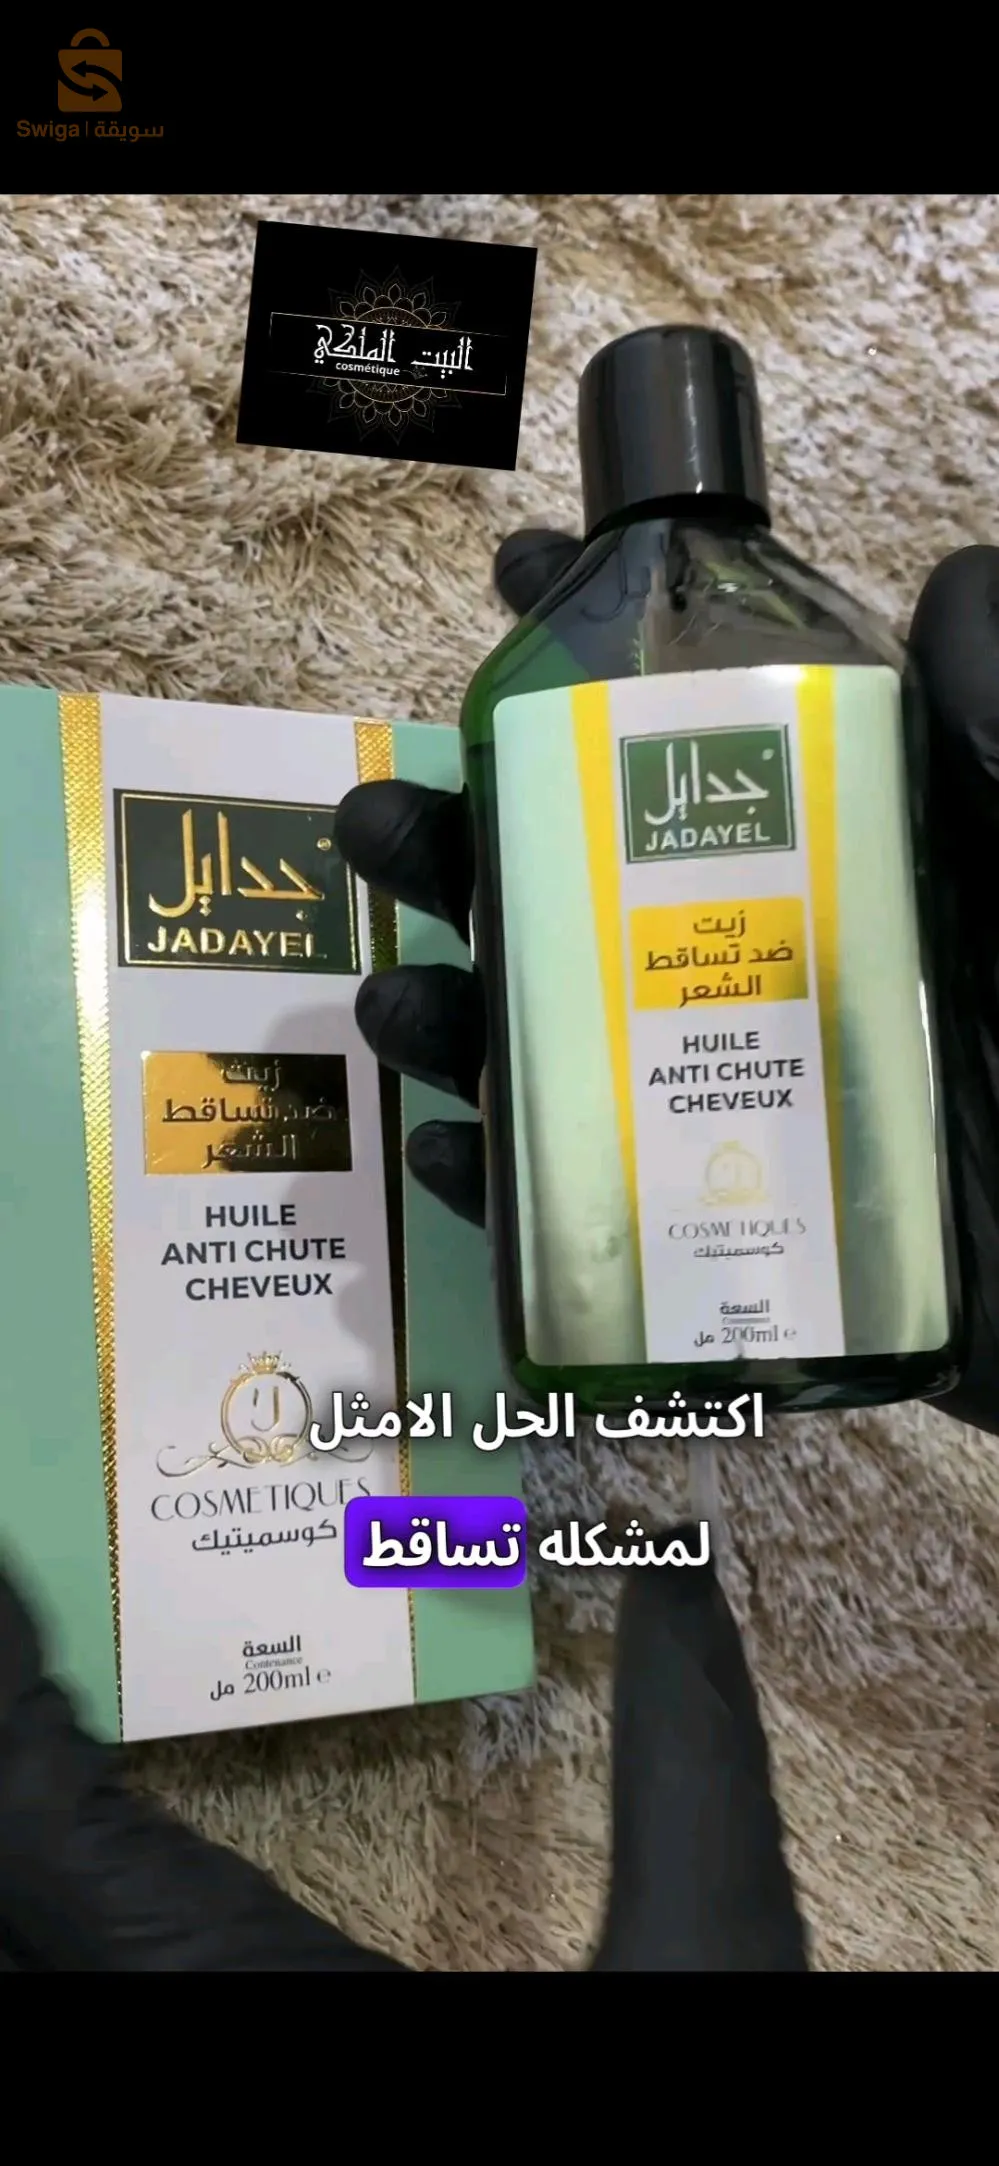 Swiga | سويقة
البيت الملكي
cosmétique
جدايل
JADAYEL
زيت
ضد تساقط
الشعر
HUILE
ANTI CHUTE
CHEVEUX
COSMETIQUES
كوسميتيك
السعة
Contenance
200ml e مل
جدايل®
JADAYEL
زيت
ضد تساقط
الشعر
HUILE
ANTI CHUTE
CHEVEUX
COSMETIQUES
كوسميتيك
السعة
Contenance
200ml e مل
اكتشف الحل الامثل
لمشكله تساقط